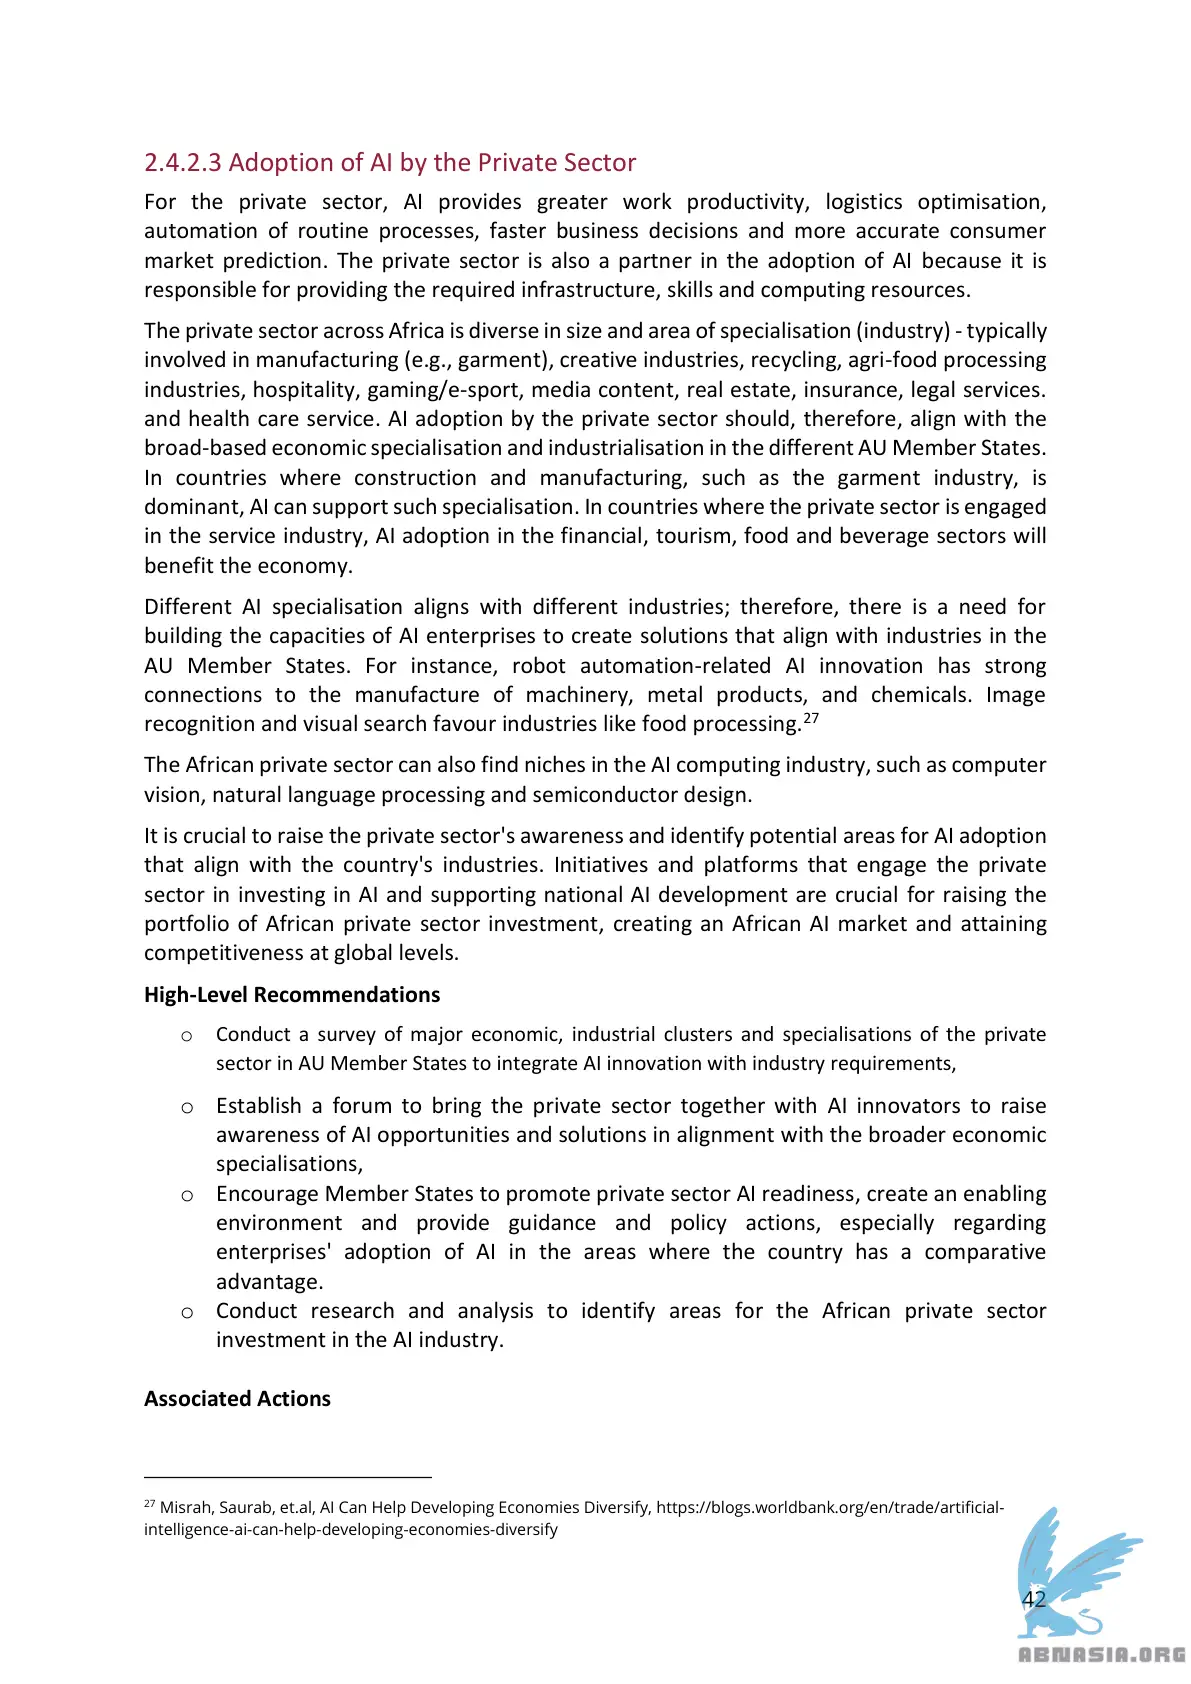 2.4.2.3 Adoption of AI by the Private Sector
For the private sector, AI provides greater work productivity, logistics optimisation,
automation of routine processes, faster business decisions and more accurate consumer
market prediction. The private sector is also a partner in the adoption of AI because it is
responsible for providing the required infrastructure, skills and computing resources.
The private sector across Africa is diverse in size and area of specialisation (industry) - typically
involved in manufacturing (e.g., garment), creative industries, recycling, agri-food processing
industries, hospitality, gaming/e-sport, media content, real estate, insurance, legal services.
and health care service. AI adoption by the private sector should, therefore, align with the
broad-based economic specialisation and industrialisation in the different AU Member States.
In countries where construction and manufacturing, such as the garment industry, is
dominant, AI can support such specialisation. In countries where the private sector is engaged
in the service industry, AI adoption in the financial, tourism, food and beverage sectors will
benefit the economy.
Different AI specialisation aligns with different industries; therefore, there is a need for
building the capacities of AI enterprises to create solutions that align with industries in the
AU Member States. For instance, robot automation-related AI innovation has strong
connections to the manufacture of machinery, metal products, and chemicals. Image
recognition and visual search favour industries like food processing.27
The African private sector can also find niches in the AI computing industry, such as computer
vision, natural language processing and semiconductor design.
It is crucial to raise the private sector's awareness and identify potential areas for AI adoption
that align with the country's industries. Initiatives and platforms that engage the private
sector in investing in AI and supporting national AI development are crucial for raising the
portfolio of African private sector investment, creating an African AI market and attaining
competitiveness at global levels.
High-Level Recommendations
o Conduct a survey of major economic, industrial clusters and specialisations of the private
sector in AU Member States to integrate AI innovation with industry requirements,
o Establish a forum to bring the private sector together with AI innovators to raise
awareness of AI opportunities and solutions in alignment with the broader economic
specialisations,
o Encourage Member States to promote private sector AI readiness, create an enabling
environment and provide guidance and policy actions, especially regarding
enterprises' adoption of AI in the areas where the country has a comparative
advantage.
o Conduct research and analysis to identify areas for the African private sector
investment in the AI industry.
Associated Actions
27 Misrah, Saurab, et.al, AI Can Help Developing Economies Diversify, https://blogs.worldbank.org/en/trade/artificial-
intelligence-ai-can-help-developing-economies-diversify
42
ABNASIA.ORG